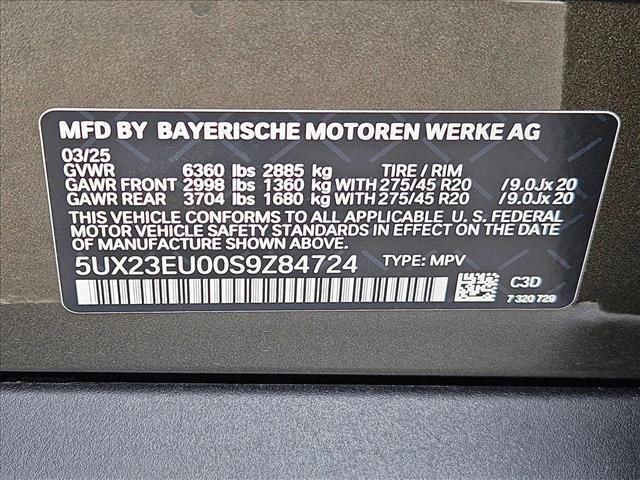 MFD BY BAYERISCHE MOTOREN WERKE AG
03/25
GVWR 6360 lbs 2885 kg TIRE / RIM
GAWR FRONT 2998 lbs 1360 kg WITH 275/45 R20 / 9.0Jx 20
GAWR REAR 3704 lbs 1680 kg WITH 275/45 R20 / 9.0Jx 20
THIS VEHICLE CONFORMS TO ALL APPLICABLE U. S. FEDERAL
MOTOR VEHICLE SAFETY STANDARDS IN EFFECT ON THE DATE
OF MANUFACTURE SHOWN ABOVE.
5UX23EU00S9Z84724 TYPE: MPV
C3D
7 320 729